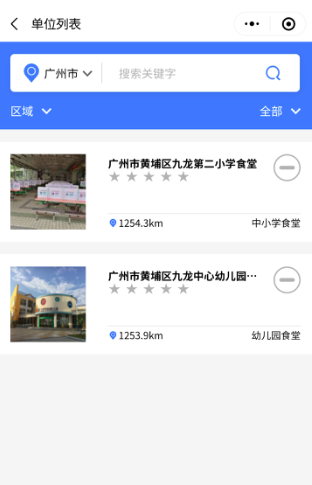 单位列表
广州市
搜索关键字
区域
全部
广州市黄埔区九龙第二小学食堂
1254.3km
中小学食堂
广州市黄埔区九龙中心幼儿园…
1253.9km
幼儿园食堂